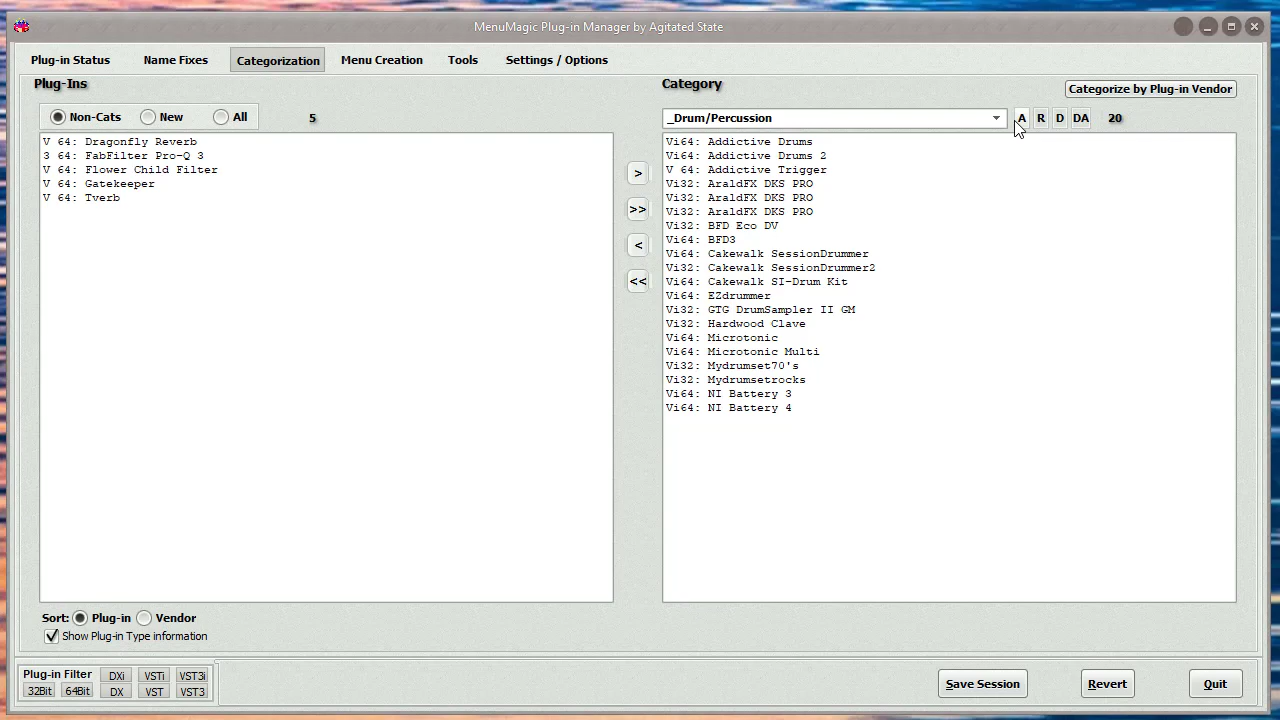 MenuMagic Plug-in Manager by Agitated State
Plug-in Status
Name Fixes
Categorization
Menu Creation
Tools
Settings / Options
Plug-Ins
Non-Cats
New
All
5
V 64: Dragonfly Reverb
3 64: FabFilter Pro-Q 3
V 64: Flower Child Filter
V 64: Gatekeeper
V 64: Tverb
>
>>
<
<<
Category
Categorize by Plug-in Vendor
_Drum/Percussion
A R D DA 20
Vi64: Addictive Drums
Vi64: Addictive Drums 2
V 64: Addictive Trigger
Vi32: AraldFX DKS PRO
Vi32: AraldFX DKS PRO
Vi32: AraldFX DKS PRO
Vi32: BFD Eco DV
Vi64: BFD3
Vi64: Cakewalk SessionDrummer
Vi32: Cakewalk SessionDrummer2
Vi64: Cakewalk SI-Drum Kit
Vi64: EZdrummer
Vi32: GTG DrumSampler II GM
Vi32: Hardwood Clave
Vi64: Microtonic
Vi64: Microtonic Multi
Vi32: Mydrumset70's
Vi32: Mydrumsetrocks
Vi64: NI Battery 3
Vi64: NI Battery 4
Sort: Plug-in Vendor
Show Plug-in Type information
Plug-in Filter
DXi VSTi VST3i
32Bit 64Bit DX VST VST3
Save Session
Revert
Quit